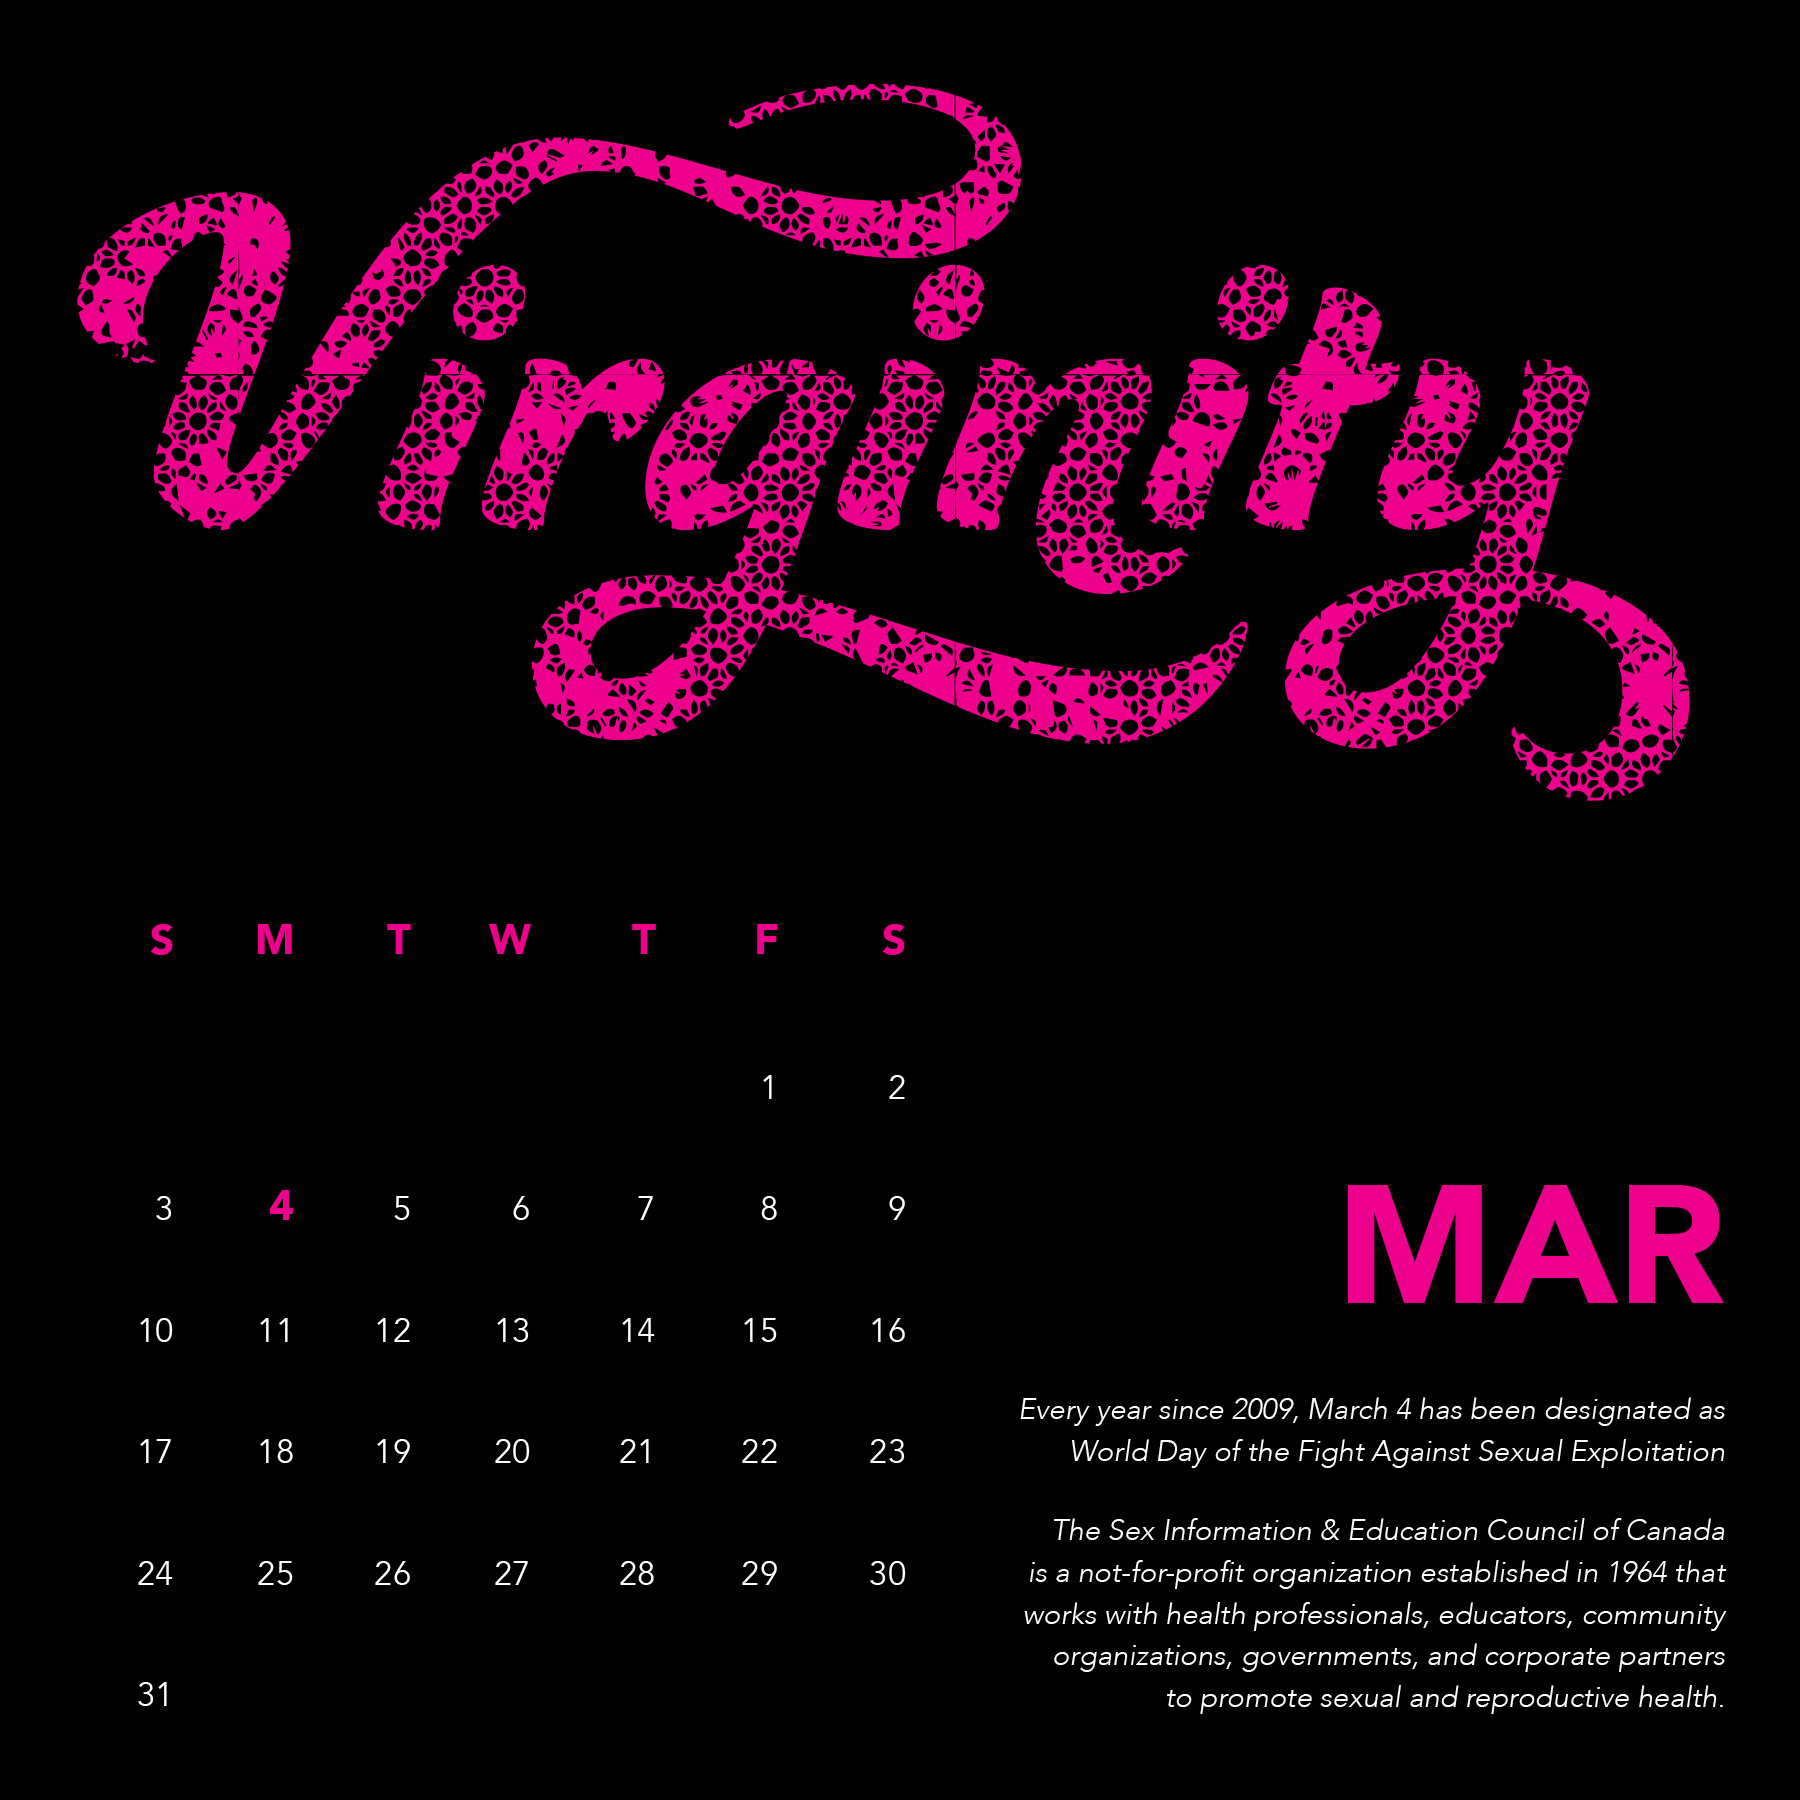 Virginity
S M T W T F S
1 2
3 4 5 6 7 8 9
10 11 12 13 14 15 16
17 18 19 20 21 22 23
24 25 26 27 28 29 30
31
MAR
Every year since 2009, March 4 has been designated as
World Day of the Fight Against Sexual Exploitation
The Sex Information & Education Council of Canada
is a not-for-profit organization established in 1964 that
works with health professionals, educators, community
organizations, governments, and corporate partners
to promote sexual and reproductive health.